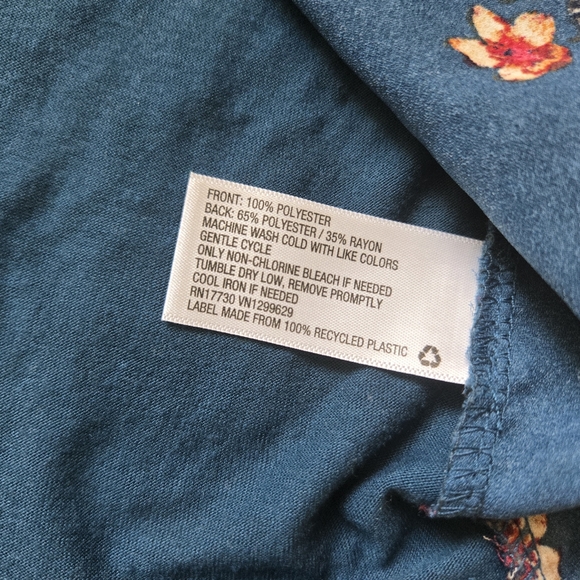 FRONT: 100% POLYESTER
BACK: 65% POLYESTER / 35% RAYON
MACHINE WASH COLD WITH LIKE COLORS
GENTLE CYCLE
ONLY NON-CHLORINE BLEACH IF NEEDED
TUMBLE DRY LOW, REMOVE PROMPTLY
COOL IRON IF NEEDED
RN17730 VN1299629
LABEL MADE FROM 100% RECYCLED PLASTIC